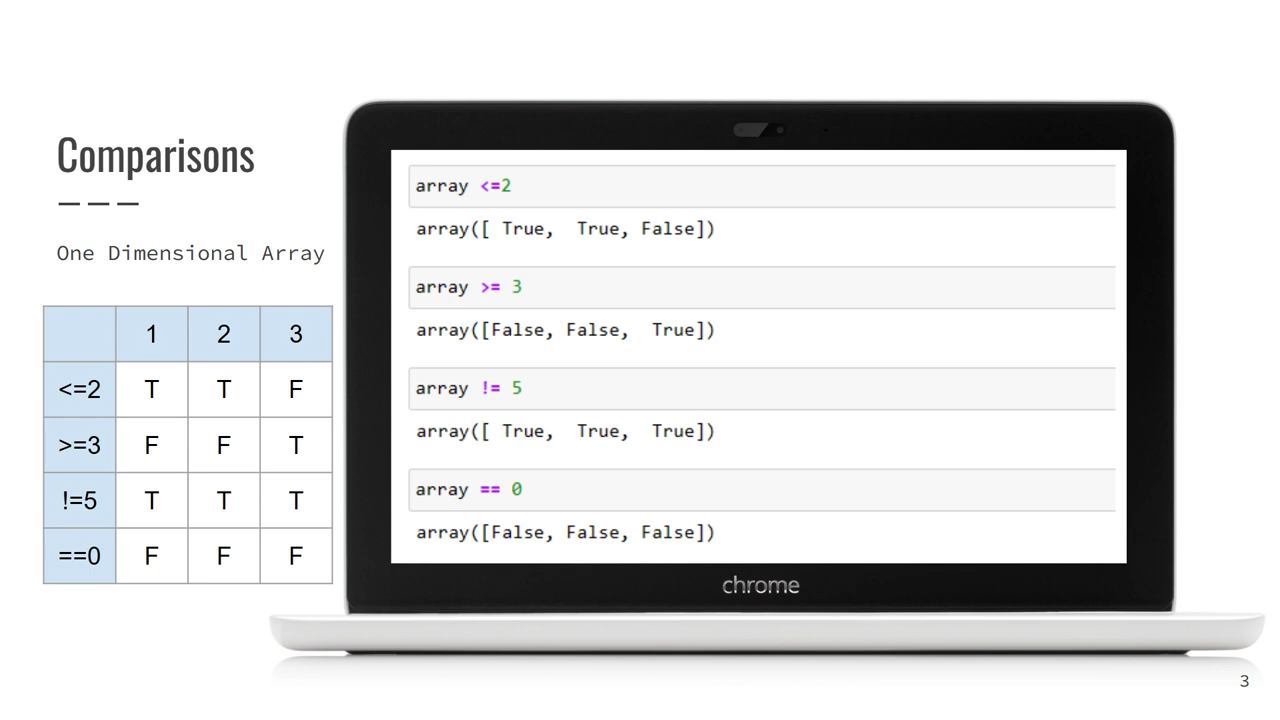 Comparisons
One Dimensional Array
1 2 3
<=2 T T F
>=3 F F T
!=5 T T T
==0 F F F
array <=2
array([ True,  True, False])
array >= 3
array([False, False,  True])
array != 5
array([ True,  True,  True])
array == 0
array([False, False, False])
chrome
3